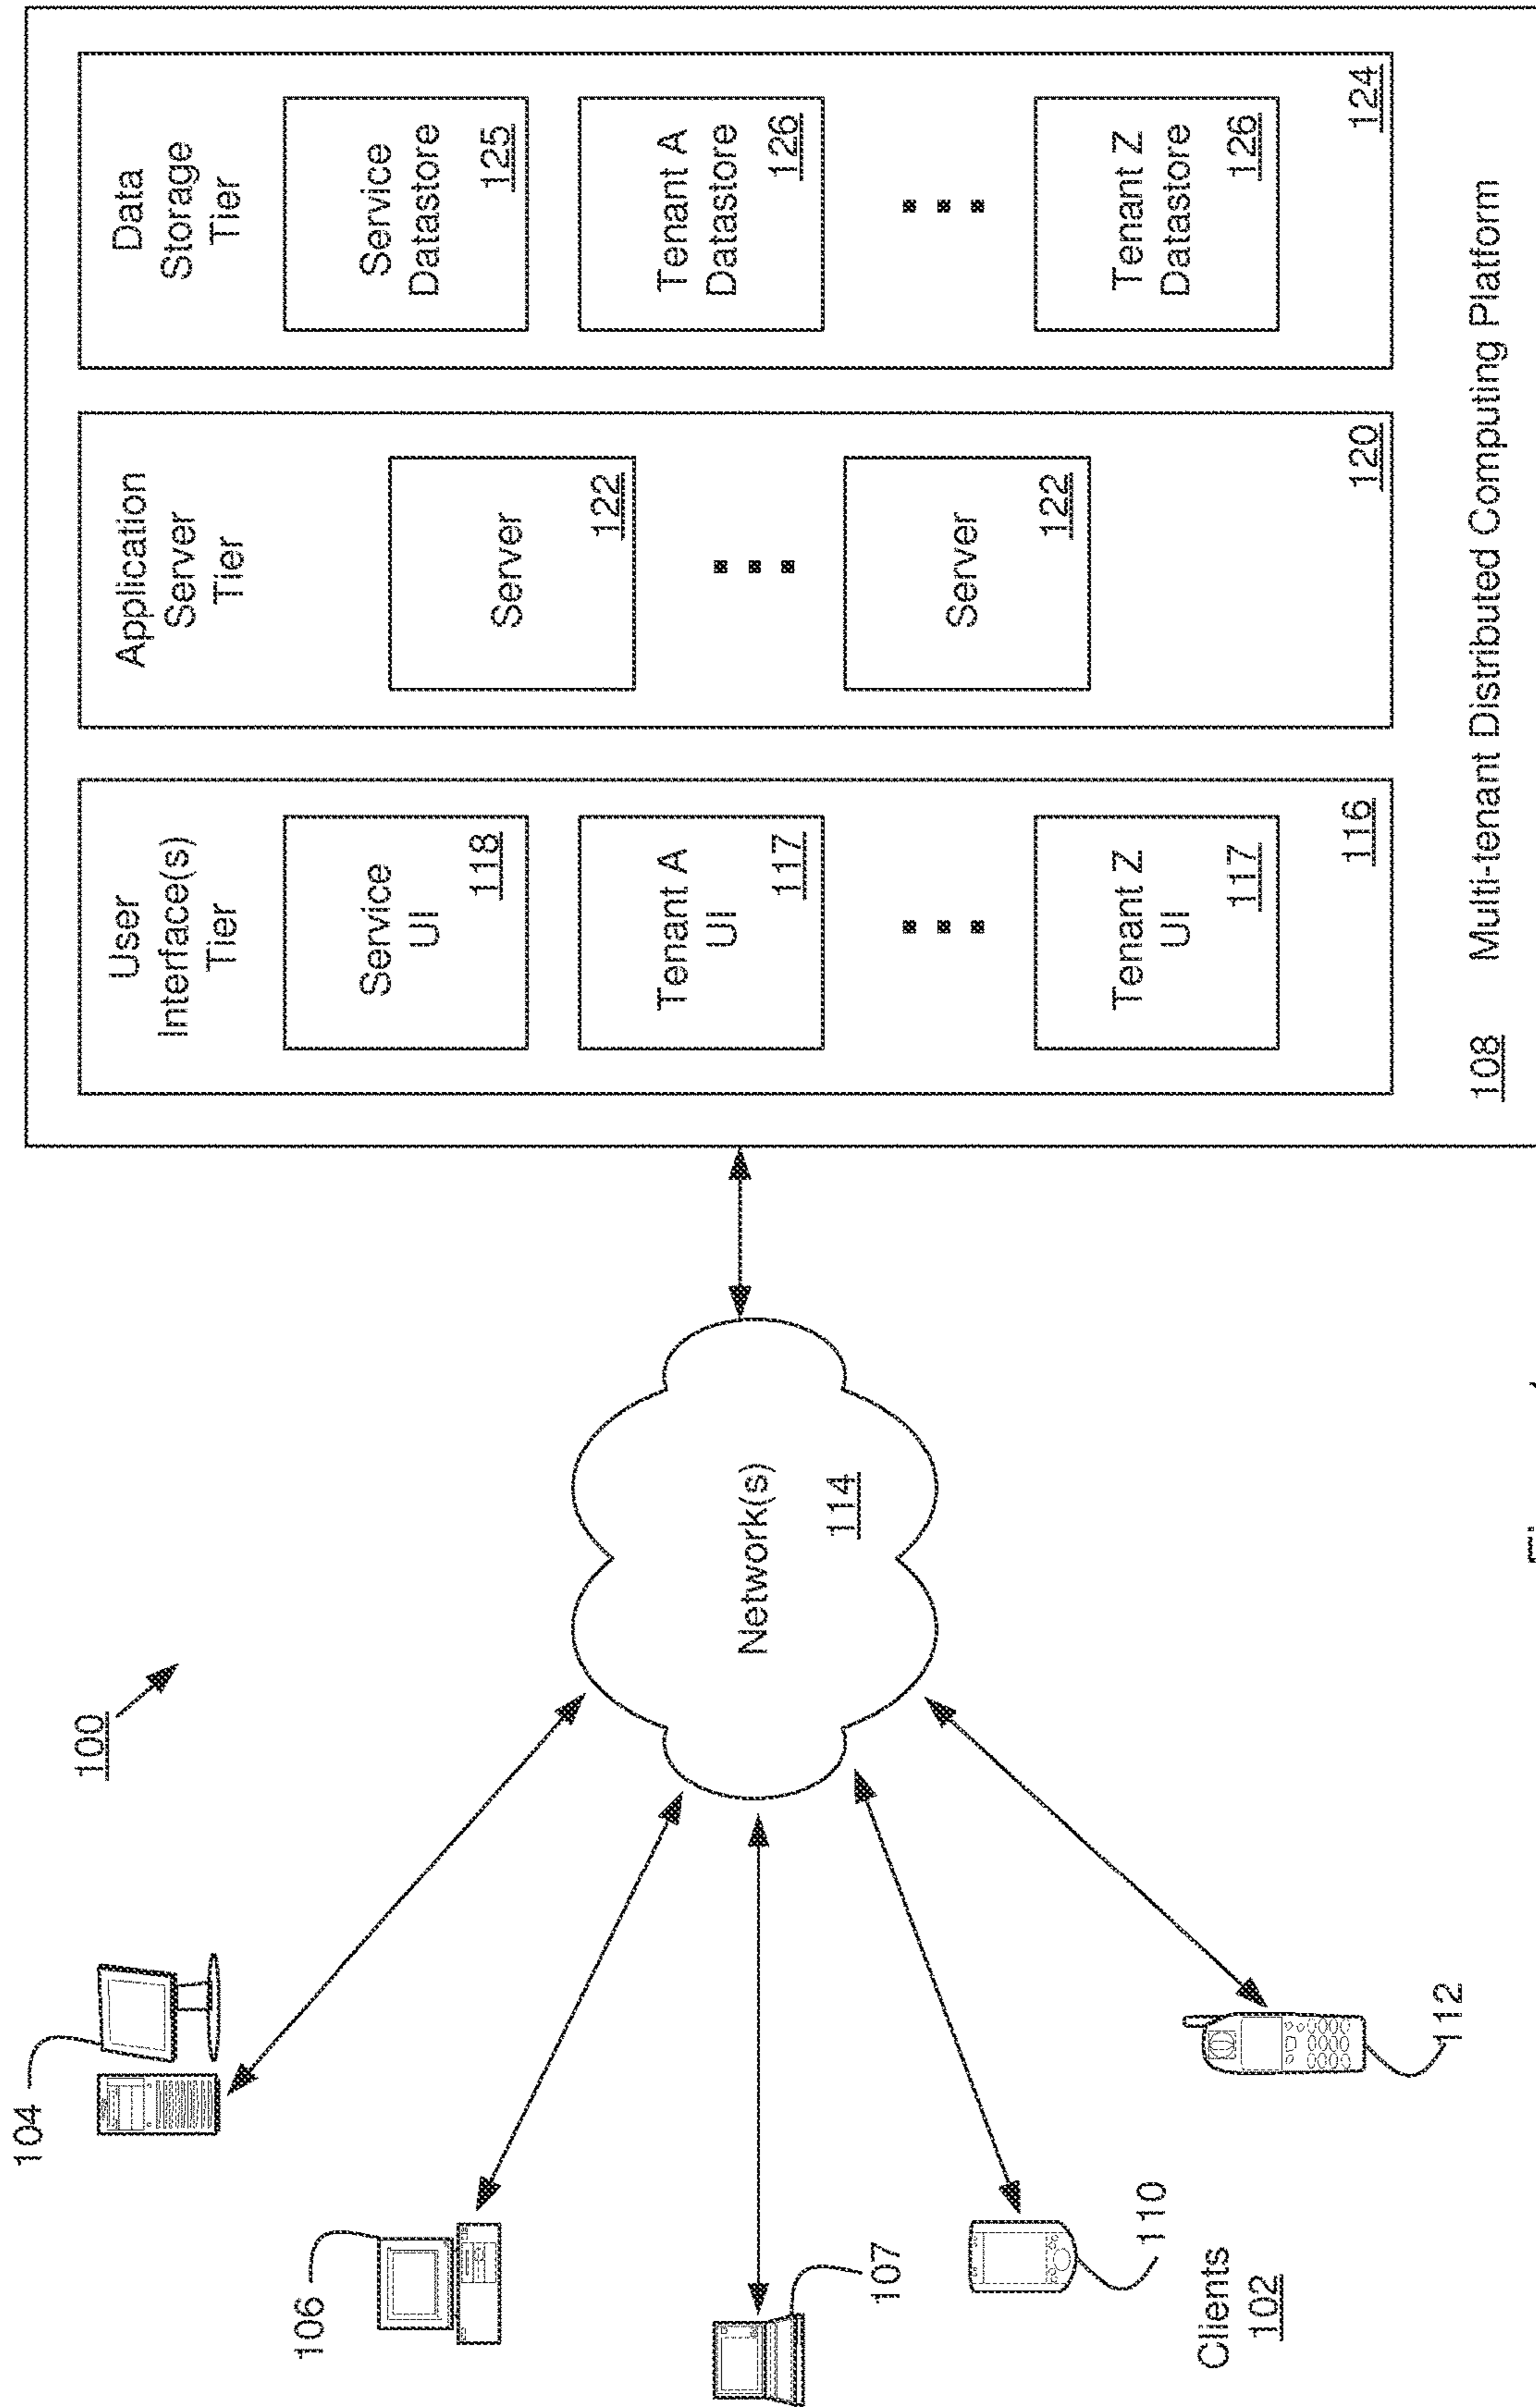 100
104
106
107
110
112
Clients
102
Network(s)
114
User
Interface(s)
Tier
Service
UI
118
Tenant A
UI
117
Tenant Z
UI
117
116
Application
Server
Tier
Server
122
Server
122
120
Data
Storage
Tier
Service
Datastore
125
Tenant A
Datastore
126
Tenant Z
Datastore
126
124
108 Multi-tenant Distributed Computing Platform